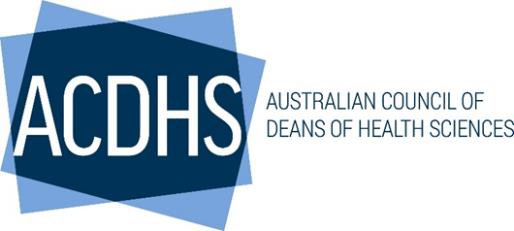 ACDHS
AUSTRALIAN COUNCIL OF
DEANS OF HEALTH SCIENCES